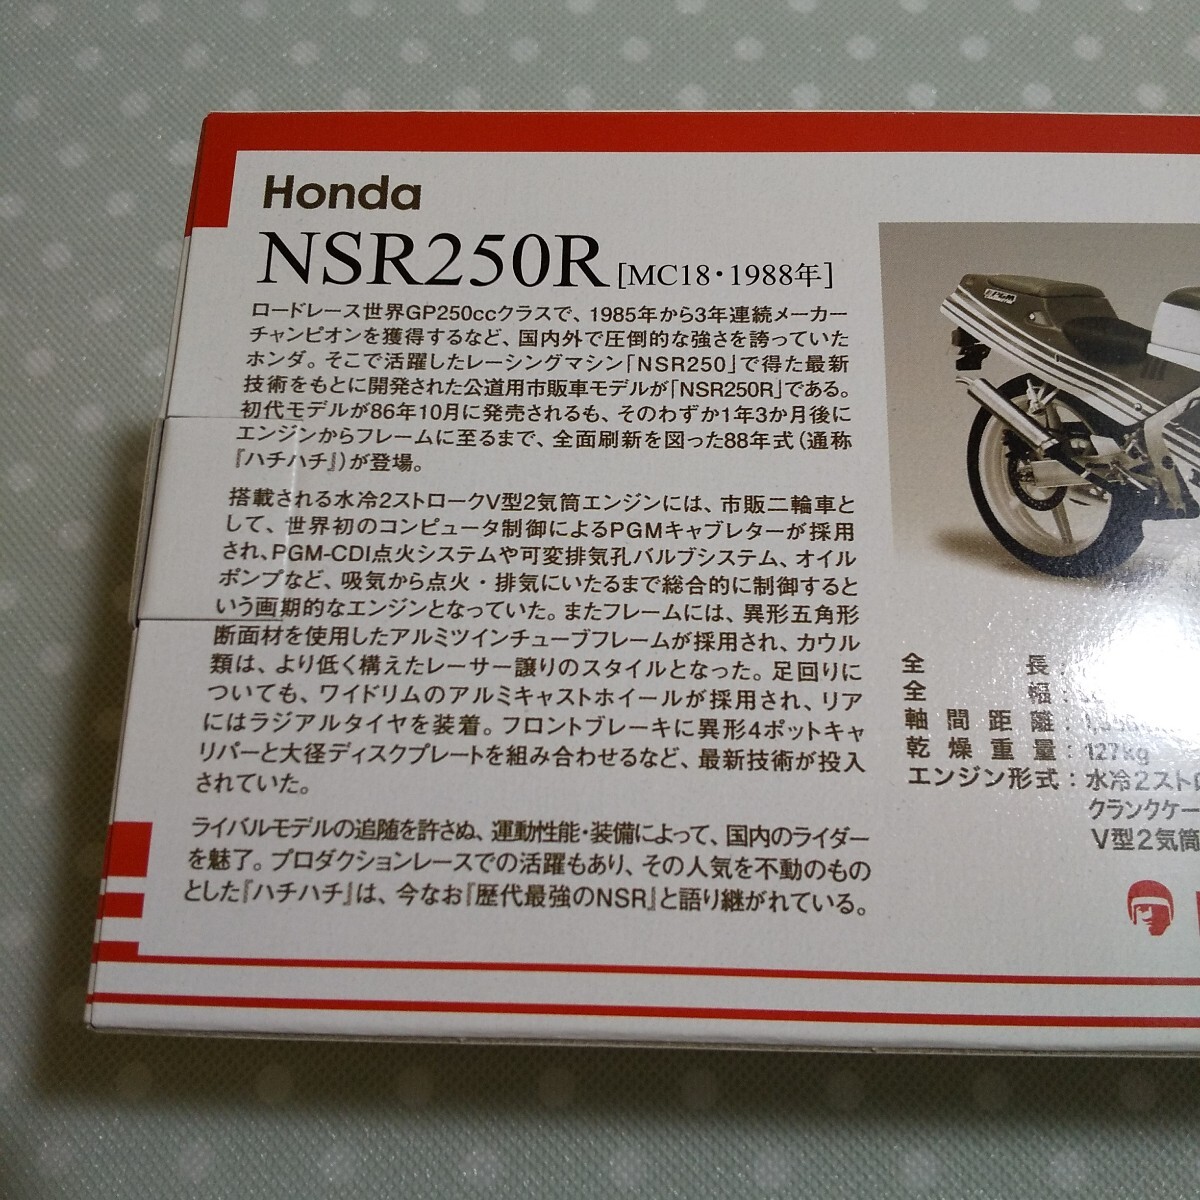 Honda
NSR250R [MC18・1988年]
ロードレース世界GP250ccクラスで、1985年から3年連続メーカー
チャンピオンを獲得するなど、国内外で圧倒的な強さを誇っていた
ホンダ。そこで活躍したレーシングマシン「NSR250」で得た最新
技術をもとに開発された公道用市販車モデルが「NSR250R」である。
初代モデルが86年10月に発売されるも、そのわずか1年3か月後に
エンジンからフレームに至るまで、全面刷新を図った88年式（通称
『ハチハチ』）が登場。
搭載される水冷2ストロークV型2気筒エンジンには、市販二輪車と
して、世界初のコンピュータ制御によるPGMキャブレターが採用
され、PGM-CDI点火システムや可変排気孔バルブシステム、オイル
ポンプなど、吸気から点火・排気にいたるまで総合的に制御すると
いう画期的なエンジンとなっていた。またフレームには、異形五角形
断面材を使用したアルミツインチューブフレームが採用され、カウル
類は、より低く構えたレーサー譲りのスタイルとなった。足回りに
ついても、ワイドリムのアルミキャストホイールが採用され、リア
にはラジアルタイヤを装着。フロントブレーキに異形4ポットキャ
リパーと大径ディスクプレートを組み合わせるなど、最新技術が投入
されていた。
ライバルモデルの追随を許さぬ、運動性能・装備によって、国内のライダー
を魅了。プロダクションレースでの活躍もあり、その人気を不動のもの
とした『ハチハチ』は、今なお『歴代最強のNSR』と語り継がれている。
PGM
全長：
全幅：
軸間距離：
乾燥重量：127kg
エンジン形式：水冷2ストロ
クランクケー
V型2気筒